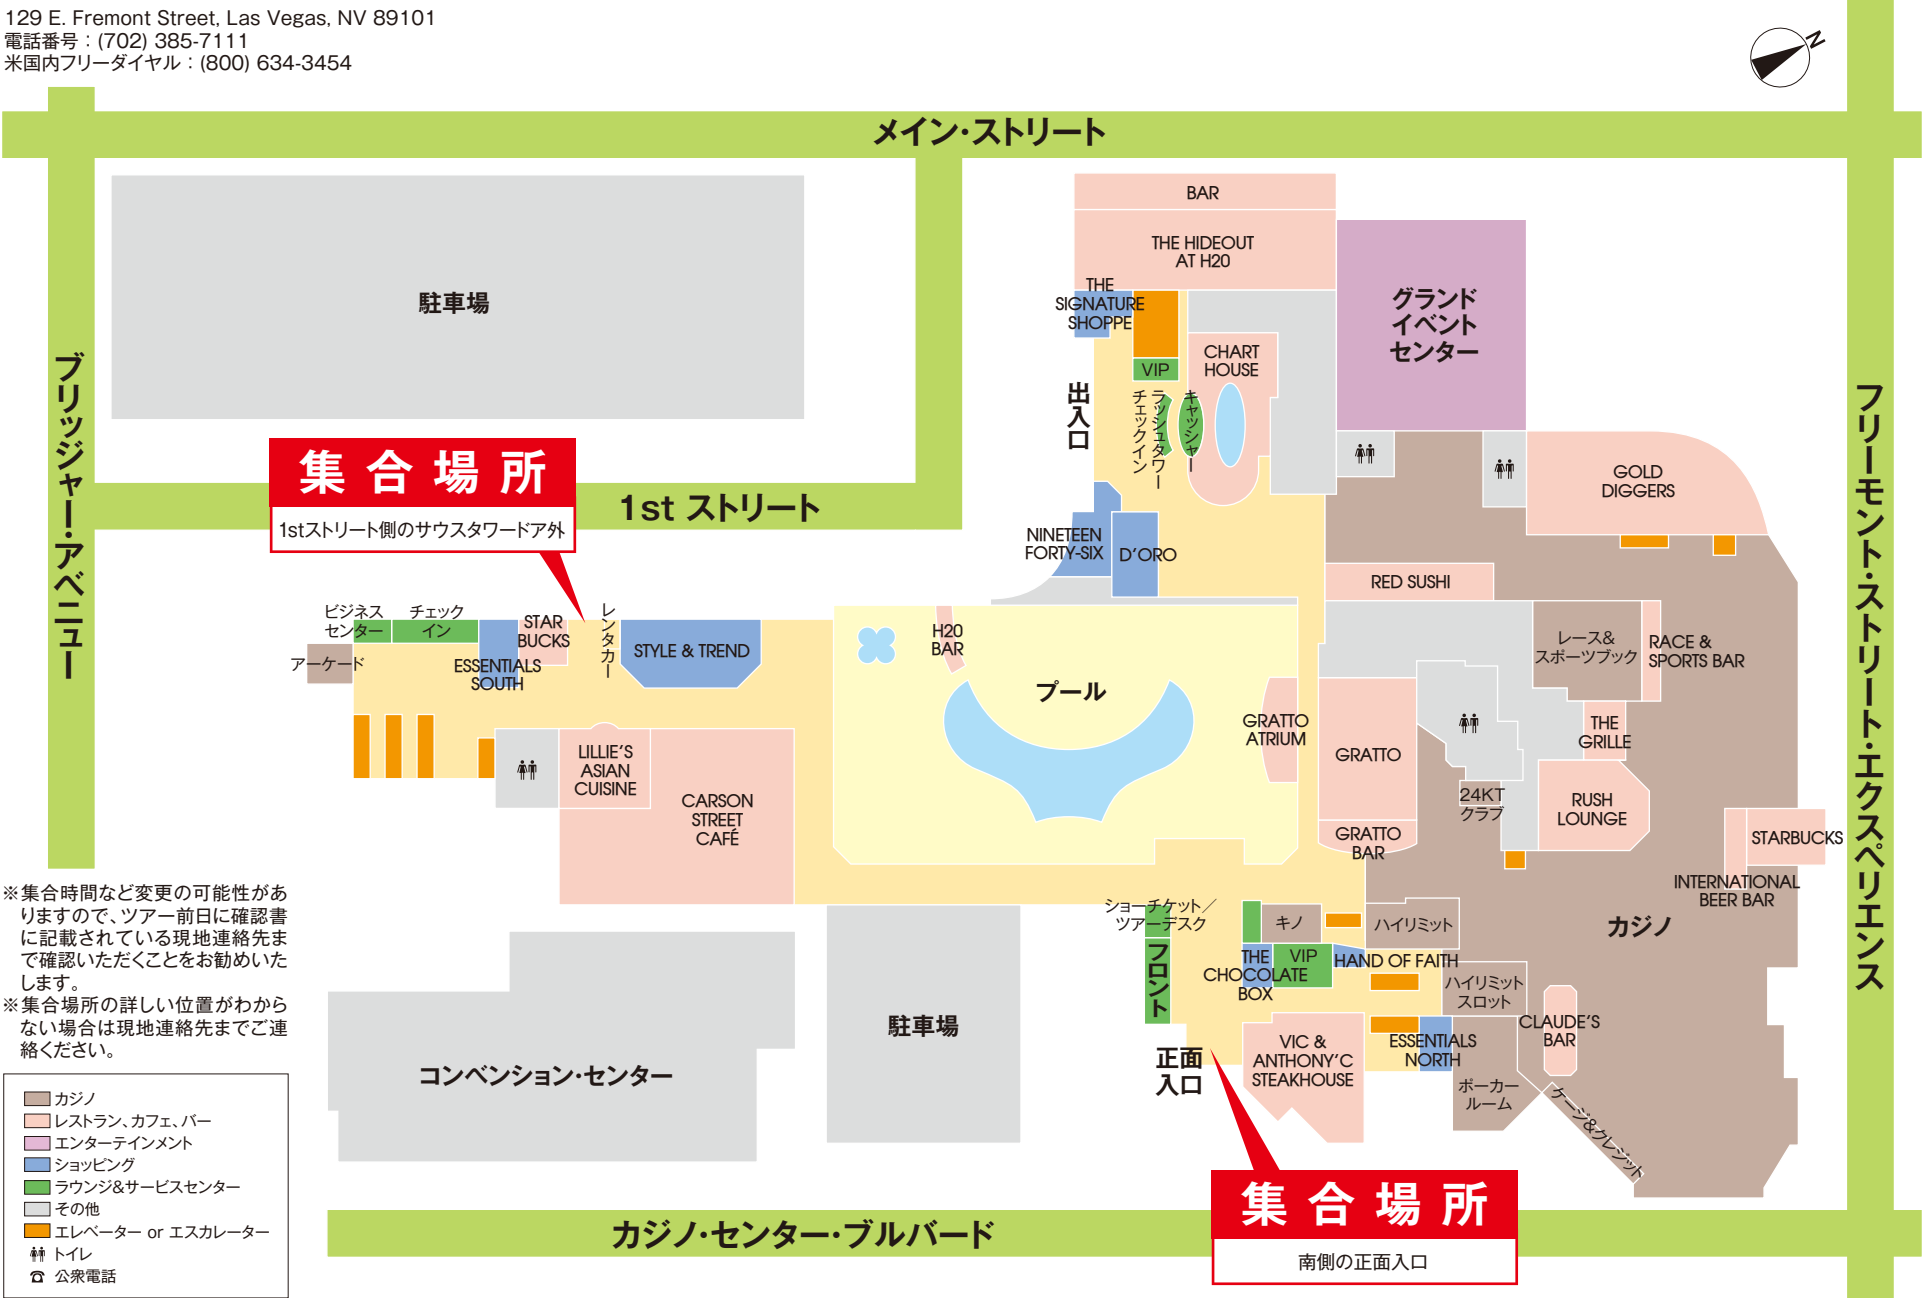 129 E. Fremont Street, Las Vegas, NV 89101
電話番号：(702) 385-7111
米国内フリーダイヤル：(800) 634-3454
N
メイン・ストリート
BAR
THE HIDEOUT
AT H20
駐車場
THE
SIGNATURE
SHOPPE
グランド
イベント
センター
VIP
CHART
HOUSE
ブリッジャー・アベニュー
出入口
ラッシュタワー
チェックイン
キャッシャー
フリーモント・ストリート・エクスペリエンス
集合場所
1stストリート側のサウスタワードア外
1st ストリート
GOLD
DIGGERS
NINETEEN
FORTY-SIX
D'ORO
RED SUSHI
ビジネス
センター
チェック
イン
STAR
BUCKS
レンタカー
STYLE & TREND
H20
BAR
レース&
スポーツブック
RACE &
SPORTS BAR
アーケード
ESSENTIALS
SOUTH
プール
GRATTO
ATRIUM
GRATTO
THE
GRILLE
LILLIE'S
ASIAN
CUISINE
CARSON
STREET
CAFÉ
24KT
クラブ
RUSH
LOUNGE
GRATTO
BAR
STARBUCKS
INTERNATIONAL
BEER BAR
※集合時間など変更の可能性があ
りますので、ツアー前日に確認書
に記載されている現地連絡先ま
で確認いただくことをお勧めいた
します。
※集合場所の詳しい位置がわから
ない場合は現地連絡先までご連
絡ください。
ショーチケット／
ツアーデスク
キノ
ハイリミット
カジノ
フロント
THE
CHOCOLATE
BOX
VIP
HAND OF FAITH
ハイリミット
スロット
駐車場
コンベンション・センター
正面
入口
VIC &
ANTHONY'C
STEAKHOUSE
ESSENTIALS
NORTH
CLAUDE'S
BAR
ポーカー
ルーム
ケージ&クレジット
カジノ
レストラン、カフェ、バー
エンターテインメント
ショッピング
ラウンジ&サービスセンター
その他
エレベーター or エスカレーター
トイレ
公衆電話
カジノ・センター・ブルバード
集合場所
南側の正面入口